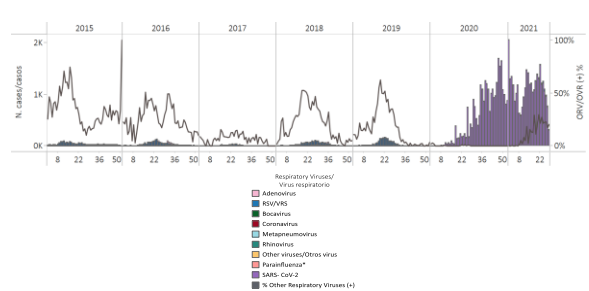 2015 2016 2017 2018 2019 2020 2021
2K 100%
1K 50%
0K 0%
N. cases/casos
ORV/OVR (+) %
8 22 36 50 8 22 36 50 8 22 36 50 8 22 36 50 8 22 36 50 8 22 36 50 8 22
Respiratory Viruses/
Virus respiratorio
Adenovirus
RSV/VRS
Bocavirus
Coronavirus
Metapneumovirus
Rhinovirus
Other viruses/Otros virus
Parainfluenza*
SARS- CoV-2
% Other Respiratory Viruses (+)